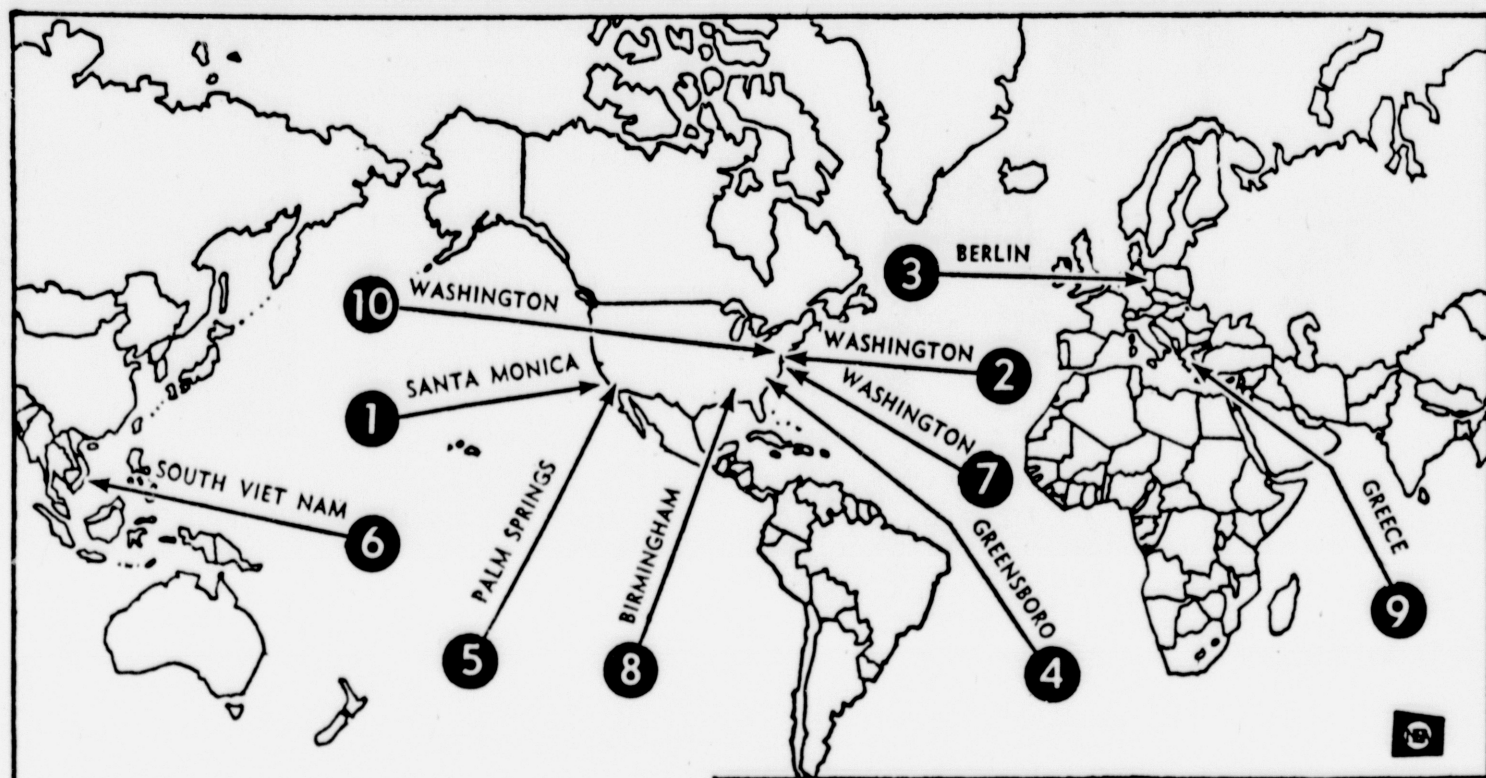 3 BERLIN
10 WASHINGTON
WASHINGTON 2
1 SANTA MONICA
WASHINGTON 7
6 SOUTH VIET NAM
5 PALM SPRINGS
8 BIRMINGHAM
4 GREENSBORO
9 GREECE
NEA